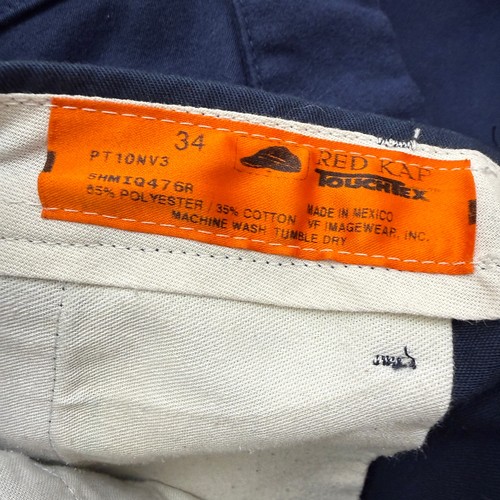 34
RED KAP
PT10NV3
TOUCHTEX
SHMIQ476R
65% POLYESTER / 35% COTTON
MADE IN MEXICO
MACHINE WASH TUMBLE DRY
VF IMAGEWEAR, INC.